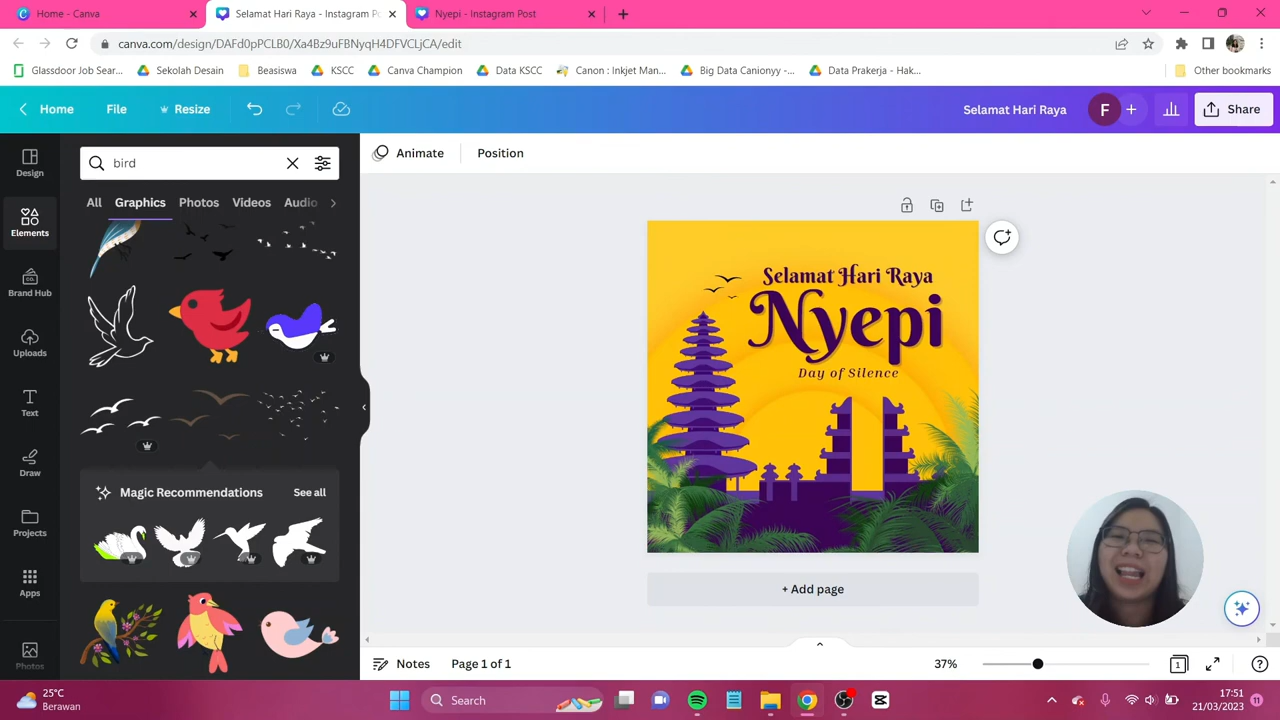 Home - Canva
Selamat Hari Raya - Instagram Po
Nyepi - Instagram Post
canva.com/design/DAFd0pPCLB0/Xa4Bz9uFBNyqH4DFVCLjCA/edit
Glassdoor Job Sear...
Sekolah Desain
Beasiswa
KSCC
Canva Champion
Data KSCC
Canon : Inkjet Man...
Big Data Canionyy -...
Data Prakerja - Hak...
Other bookmarks
Home
File
Resize
Selamat Hari Raya
F
Share
Design
Elements
Brand Hub
Uploads
Text
Draw
Projects
Apps
Photos
bird
All
Graphics
Photos
Videos
Audio
Magic Recommendations
See all
Animate
Position
Selamat Hari Raya
Nyepi
Day of Silence
+ Add page
Notes
Page 1 of 1
37%
1
25°C
Berawan
Search
17:51
21/03/2023
11